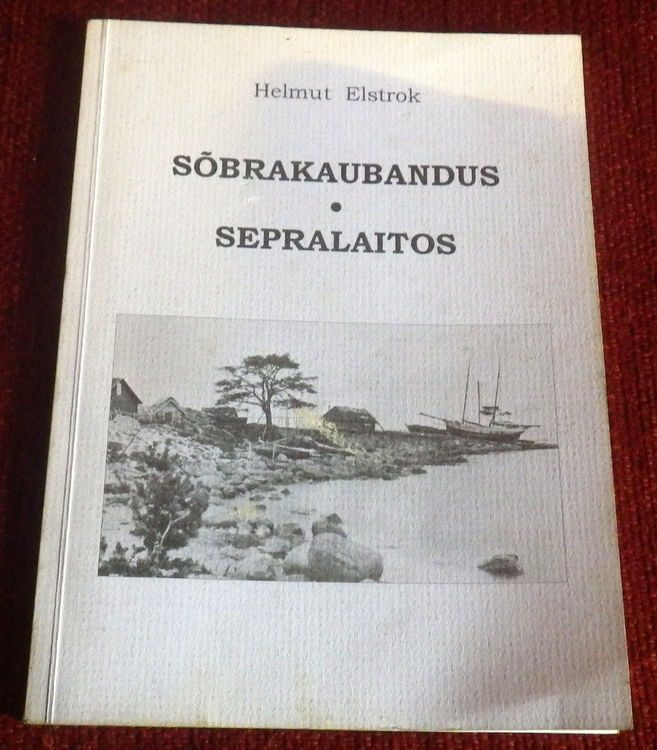 Helmut Elstrok
SÕBRAKAUBANDUS
•
SEPRALAITOS